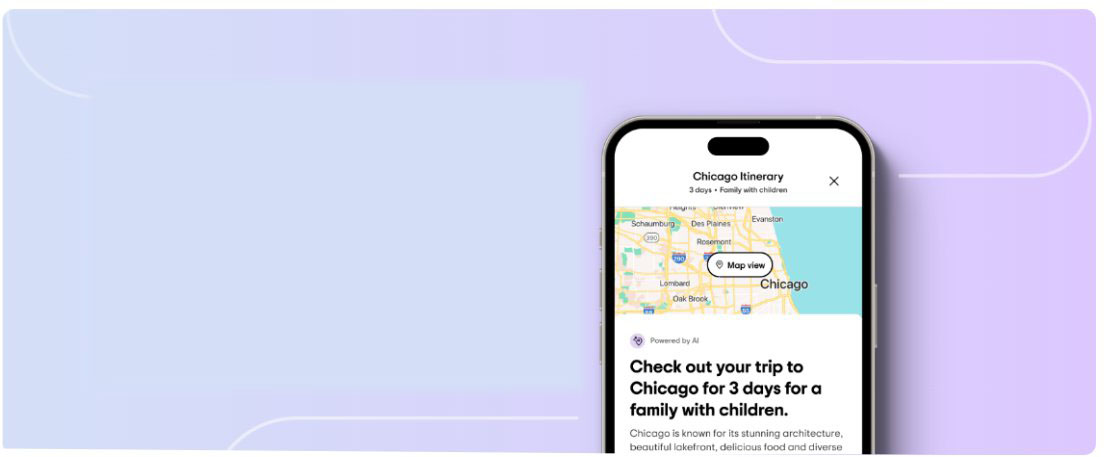 Chicago Itinerary
3 days • Family with children
Heights Glenview
Evanston
Schaumburg
Des Plaines
390
Rosemont
290
Map view
Lombard
Chicago
Oak Brook
Powered by AI
Check out your trip to
Chicago for 3 days for a
family with children.
Chicago is known for its stunning architecture,
beautiful lakefront, delicious food and diverse